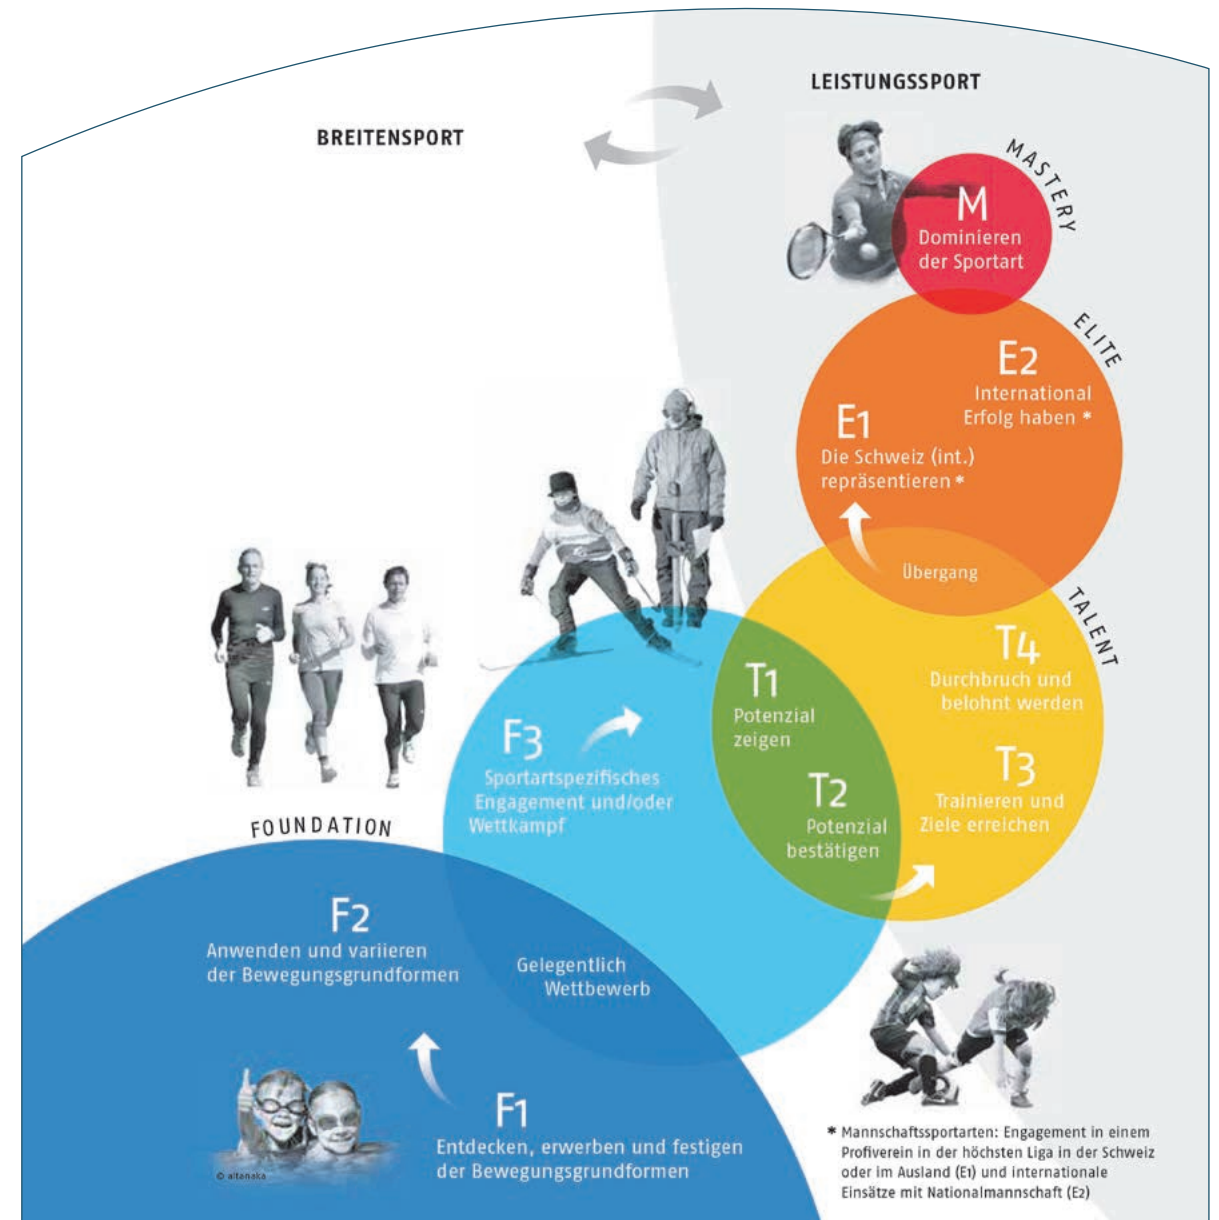 LEISTUNGSSPORT
BREITENSPORT
MASTERY
M
Dominieren
der Sportart
ELITE
E2
International
Erfolg haben *
E1
Die Schweiz (int.)
repräsentieren *
Übergang
TALENT
T4
Durchbruch und
belohnt werden
T1
Potenzial
zeigen
T3
Trainieren und
Ziele erreichen
T2
Potenzial
bestätigen
F3
Sportartspezifisches
Engagement und/oder
Wettkampf
FOUNDATION
F2
Anwenden und variieren
der Bewegungsgrundformen
Gelegentlich
Wettbewerb
F1
Entdecken, erwerben und festigen
der Bewegungsgrundformen
© altanaka
* Mannschaftssportarten: Engagement in einem
Profiverein in der höchsten Liga in der Schweiz
oder im Ausland (E1) und internationale
Einsätze mit Nationalmannschaft (E2)